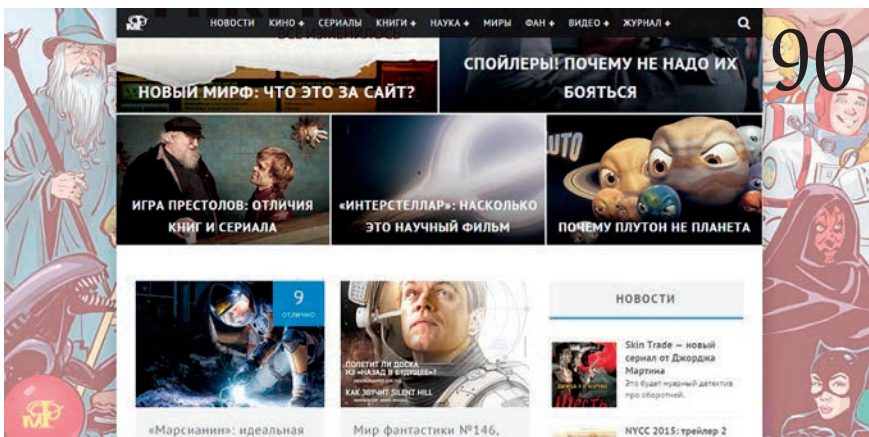 НОВОСТИ КИНО + СЕРИАЛЫ КНИГИ + НАУКА + МИРЫ ФАН + ВИДЕО + ЖУРНАЛ +
90
ВСЕ ИЗМЕНИЛОСЬ
НОВЫЙ МИРФ: ЧТО ЭТО ЗА САЙТ?
СПОЙЛЕРЫ! ПОЧЕМУ НЕ НАДО ИХ
БОЯТЬСЯ
ИГРА ПРЕСТОЛОВ: ОТЛИЧИЯ
КНИГ И СЕРИАЛА
«ИНТЕРСТЕЛЛАР»: НАСКОЛЬКО
ЭТО НАУЧНЫЙ ФИЛЬМ
UTO
ПОЧЕМУ ПЛУТОН НЕ ПЛАНЕТА
9
ОТЛИЧНО
«Марсианин»: идеальная
ПОЛЕТИТ ЛИ ДОСКА
ИЗ «НАЗАД В БУДУЩЕЕ»?
КАК ЗВУЧИТ SILENT HILL
Мир фантастики №146,
НОВОСТИ
Skin Trade — новый
сериал от Джорджа
Мартина
Это будет нуарный детектив
про оборотней.
NYCC 2015: трейлер 2